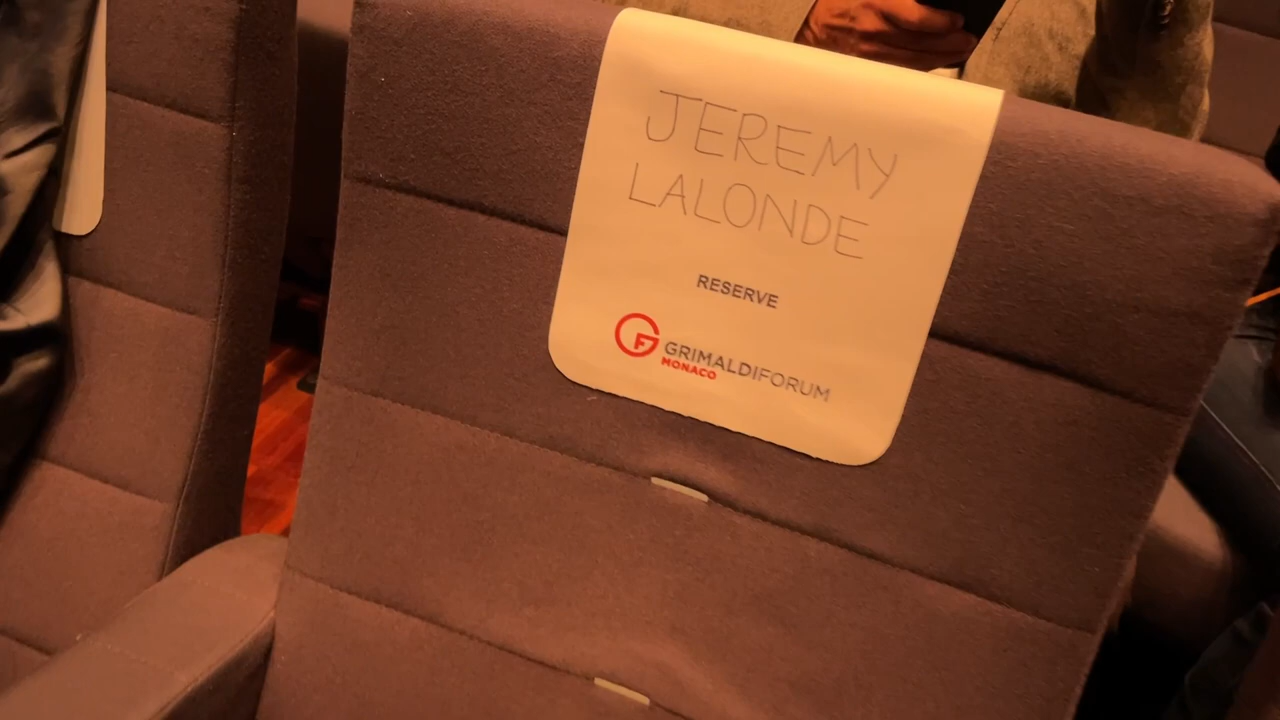 JEREMY
LALONDE
RESERVE
GF GRIMALDIFORUM
MONACO